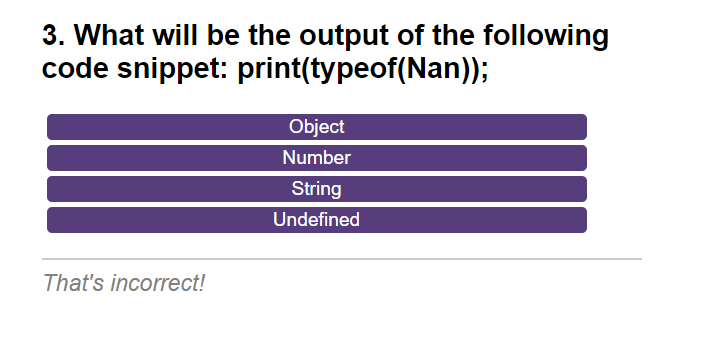 3. What will be the output of the following
code snippet: print(typeof(Nan));
Object
Number
String
Undefined
That's incorrect!